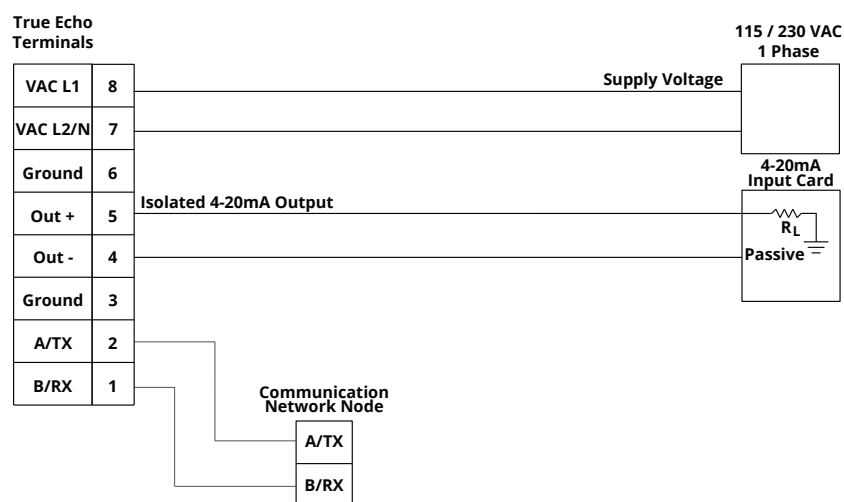 True Echo
Terminals
115 / 230 VAC
1 Phase
VAC L1 8
Supply Voltage
VAC L2/N 7
Ground 6
4-20mA
Input Card
Isolated 4-20mA Output
Out + 5
RL
Out - 4
Passive
Ground 3
A/TX 2
B/RX 1
Communication
Network Node
A/TX
B/RX